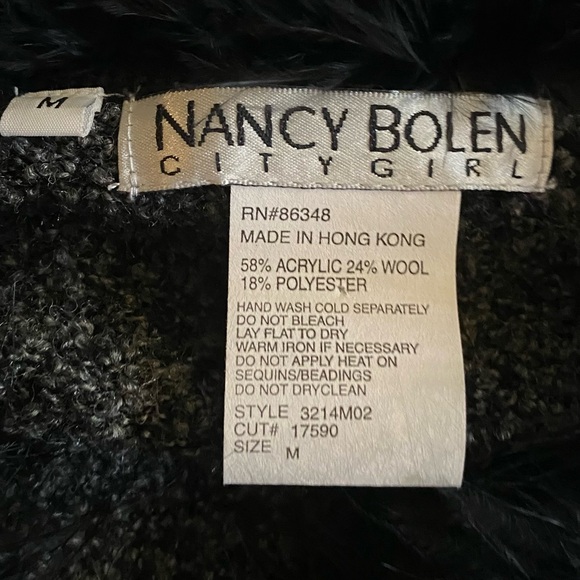 M
NANCY BOLEN
CITY GIRL
RN#86348
MADE IN HONG KONG
58% ACRYLIC 24% WOOL
18% POLYESTER
HAND WASH COLD SEPARATELY
DO NOT BLEACH
LAY FLAT TO DRY
WARM IRON IF NECESSARY
DO NOT APPLY HEAT ON
SEQUINS/BEADINGS
DO NOT DRYCLEAN
STYLE 3214M02
CUT# 17590
SIZE M